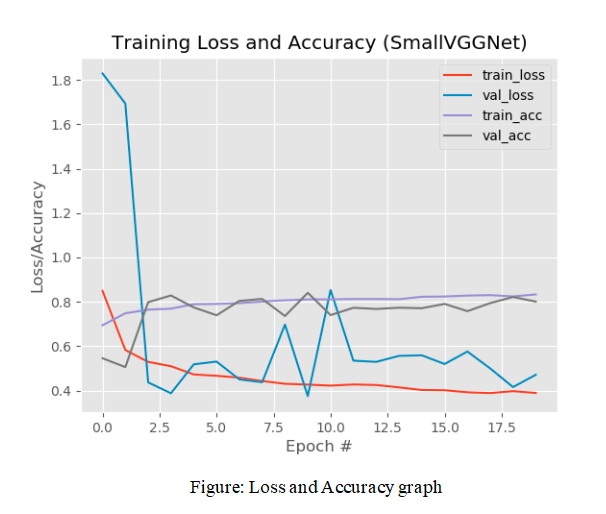 Training Loss and Accuracy (SmallVGGNet)
train_loss
val_loss
train_acc
val_acc
Loss/Accuracy
1.8
1.6
1.4
1.2
1.0
0.8
0.6
0.4
0.0 2.5 5.0 7.5 10.0 12.5 15.0 17.5
Epoch #
Figure: Loss and Accuracy graph